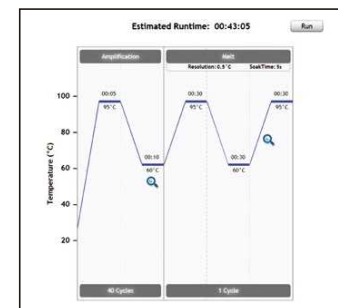 Estimated Runtime: 00:43:05
Run
Amplification
Melt
Resolution: 0.5°C SoakTime: 5s
00:05
00:30
00:30
100
95°C
95°C
95°C
80
Temperature (°C)
00:10
00:30
60
60°C
60°C
40
20
40 Cycles
1 Cycle